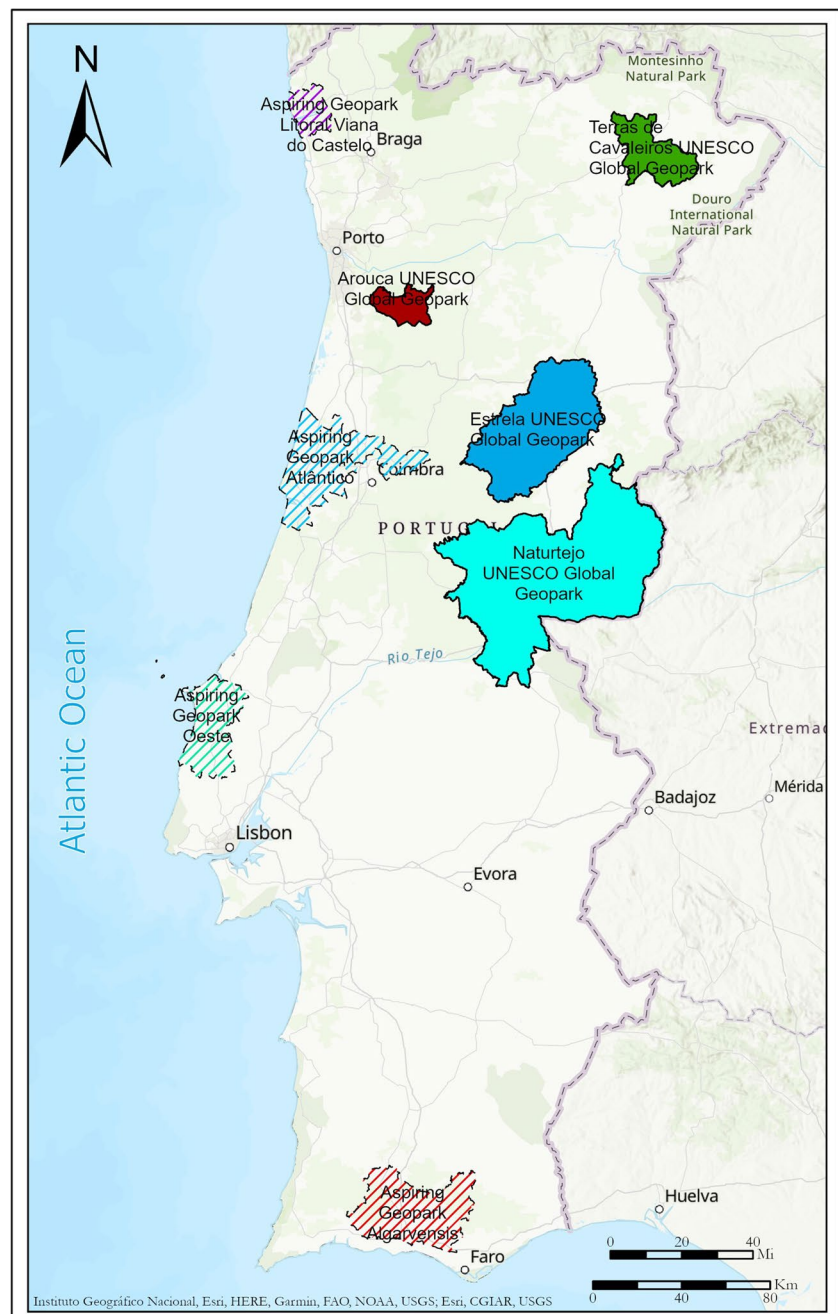 N
Montesinho
Natural Park
Aspiring Geopark
Litoral Viana
do Castelo
Braga
Terras de
Cavaleiros UNESCO
Global Geopark
Douro
International
Natural Park
Porto
Arouca UNESCO
Global Geopark
Estrela UNESCO
Global Geopark
Aspiring
Geopark
Atlântico
Coimbra
PORTUGAL
Naturtejo
UNESCO Global
Geopark
Rio Tejo
Atlantic Ocean
Aspiring
Geopark
Oeste
Extremad
Mérida
Badajoz
Lisbon
Evora
Aspiring
Geopark
Algarvensis
Huelva
Faro
0 20 40
Mi
Km
0 40 80
Instituto Geográfico Nacional, Esri, HERE, Garmin, FAO, NOAA, USGS; Esri, CGIAR, USGS